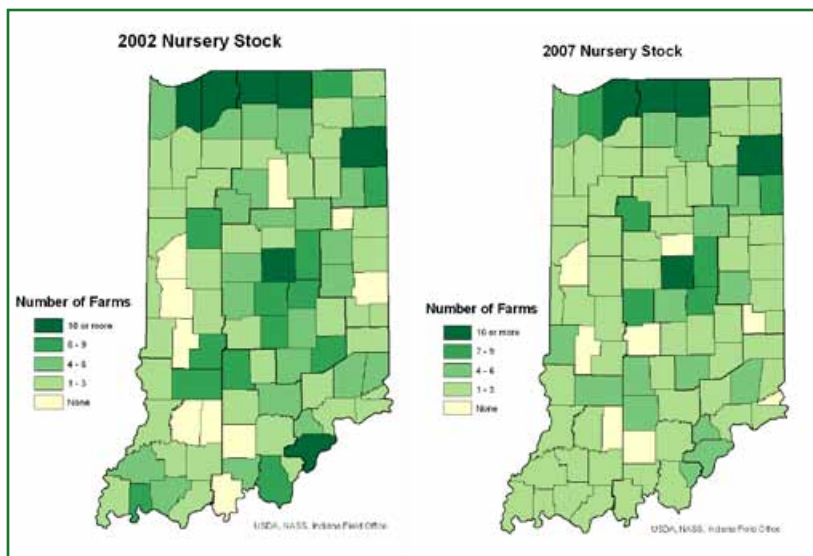 2002 Nursery Stock
Number of Farms
10 or more
6 - 9
4 - 6
1 - 3
None
USDA, NASS, Indiana Field Office
2007 Nursery Stock
Number of Farms
10 or more
7 - 9
4 - 6
1 - 3
None
USDA, NASS, Indiana Field Office